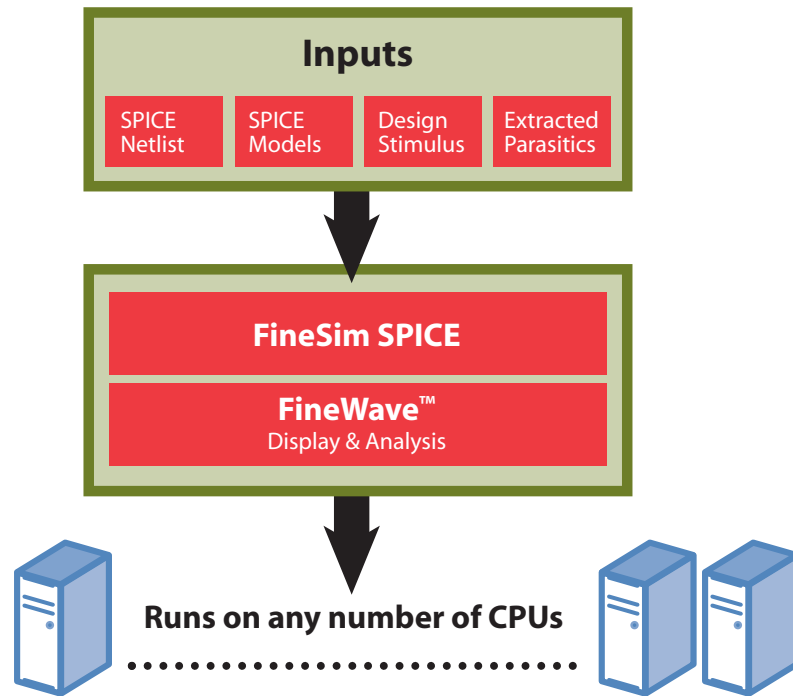 Inputs
SPICE
Netlist
SPICE
Models
Design
Stimulus
Extracted
Parasitics
FineSim SPICE
FineWave™
Display & Analysis
Runs on any number of CPUs